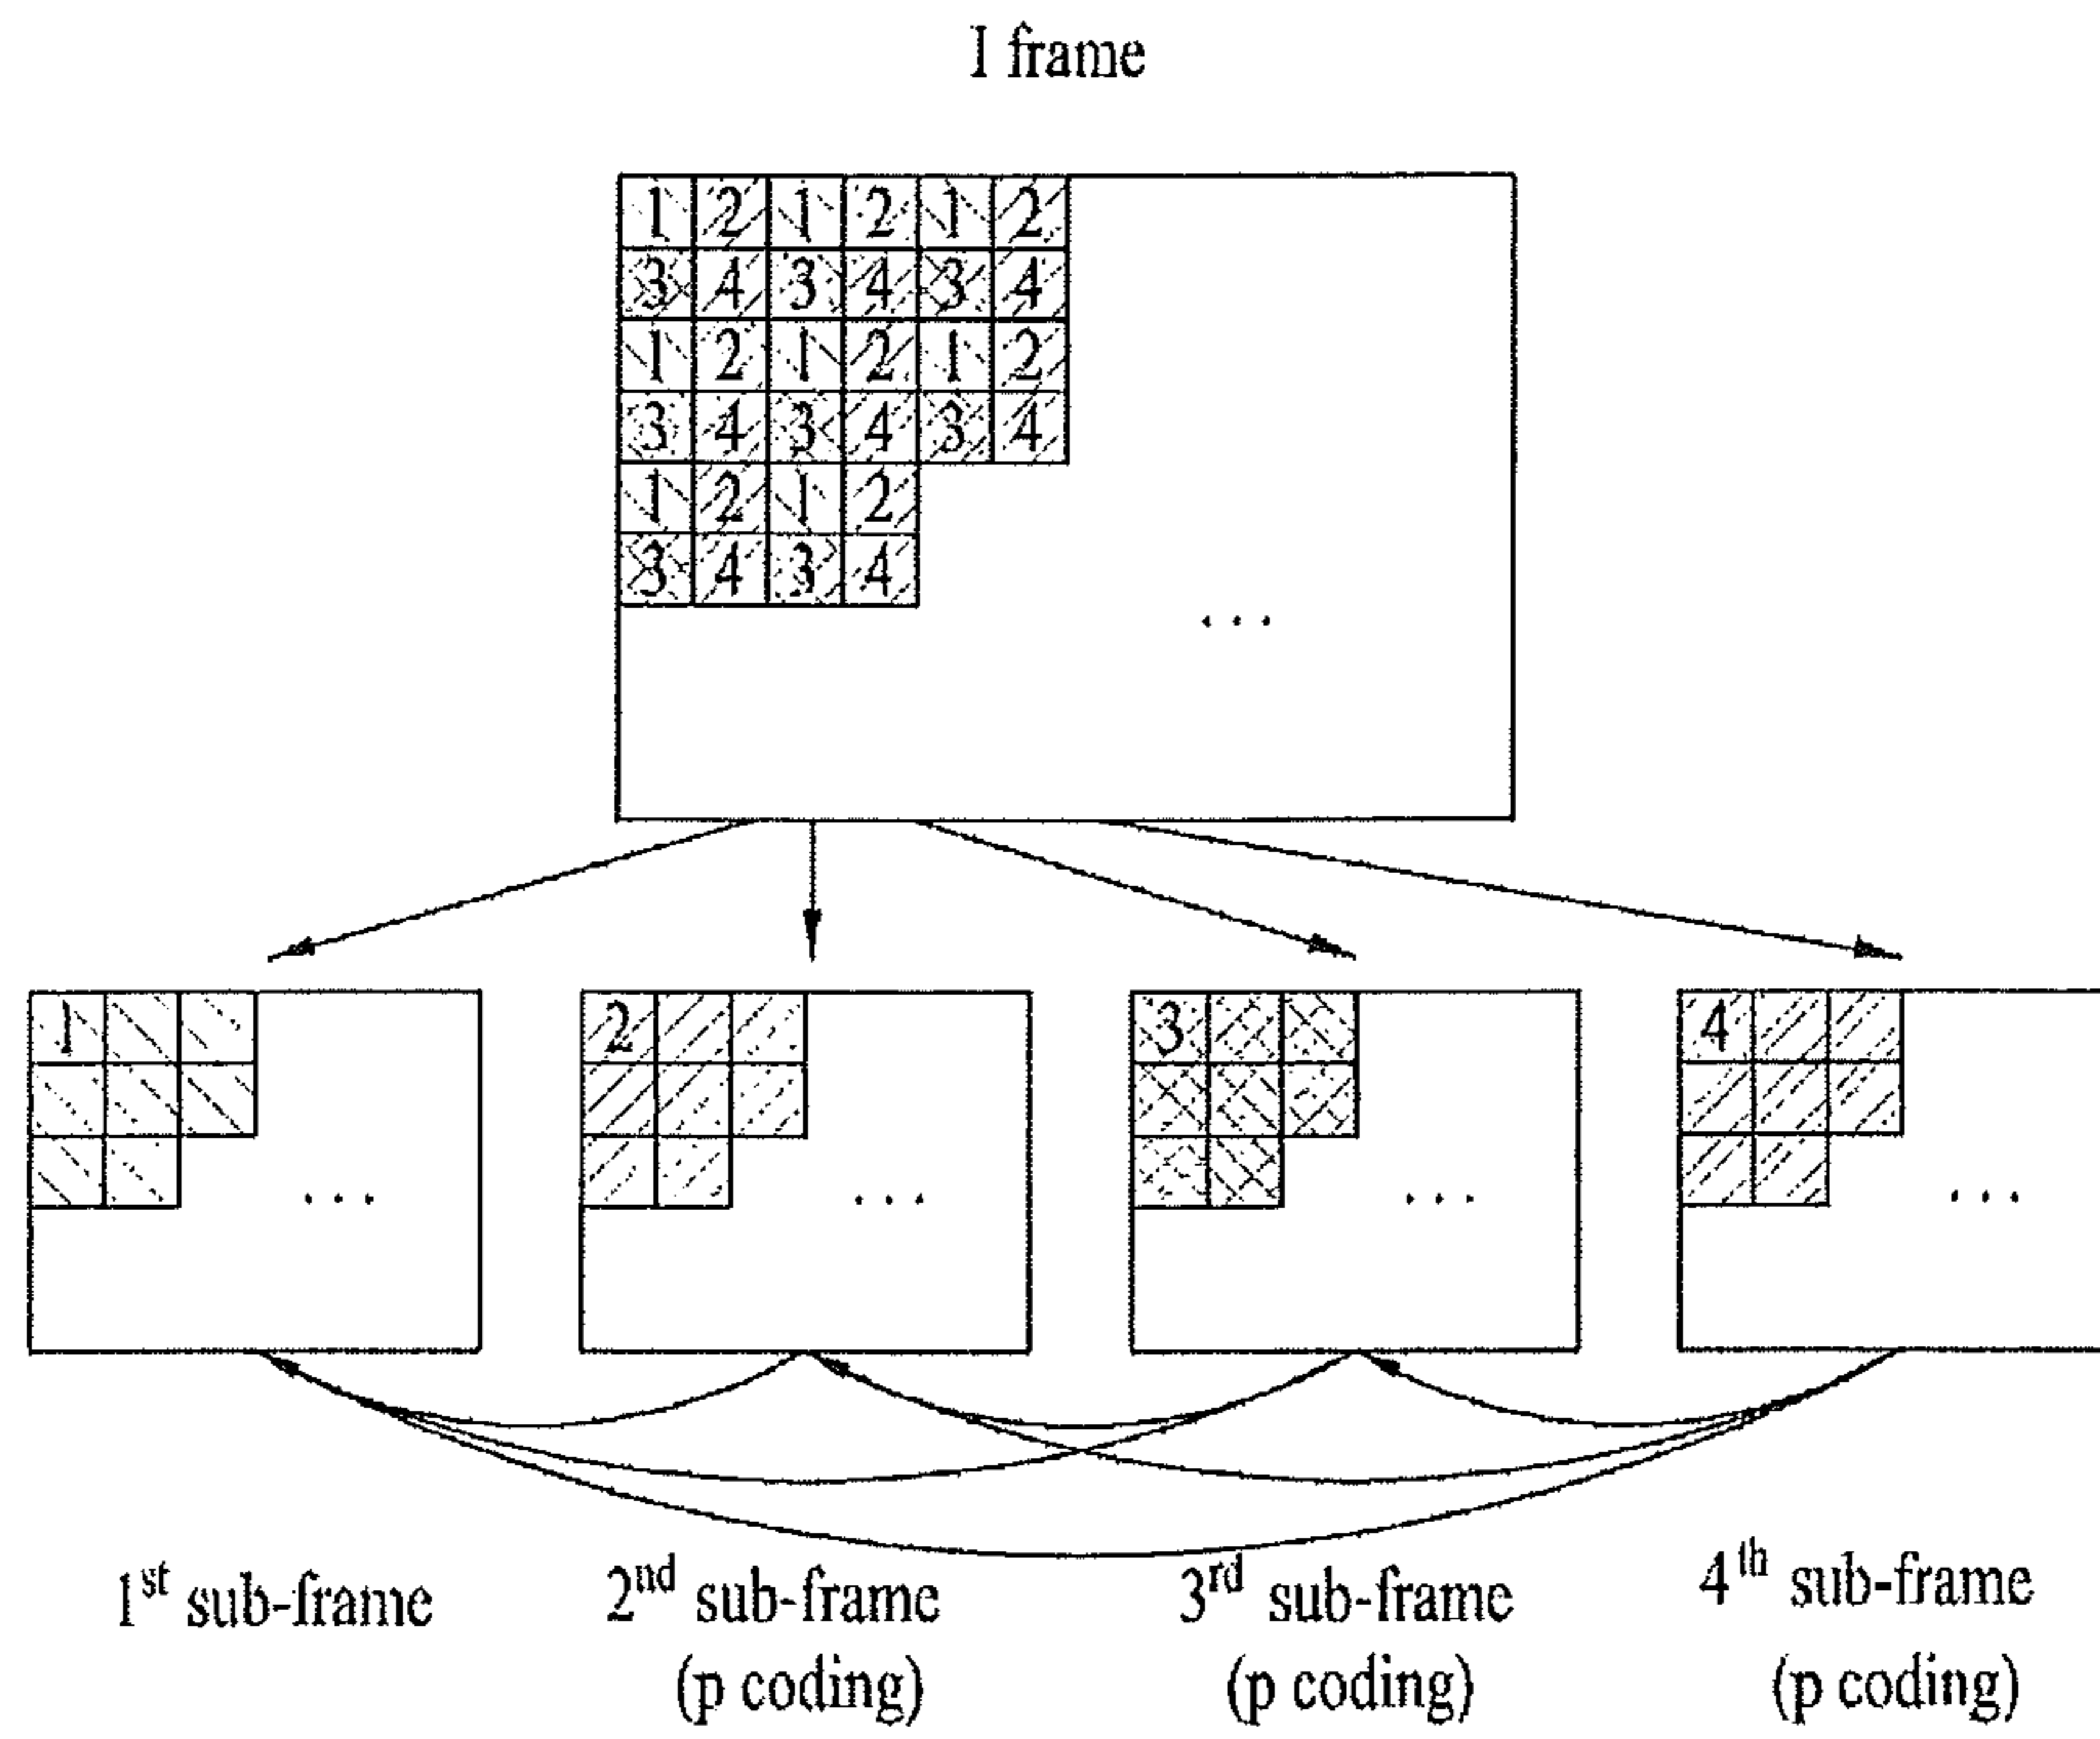 I frame
1 2 1 2 1 2
3 4 3 4 3 4
1 2 1 2 1 2
3 4 3 4 3 4
1 2 1 2
3 4 3 4
...
1 2 3 4
... ... ... ...
1st sub-frame 2nd sub-frame 3rd sub-frame 4th sub-frame
(p coding) (p coding) (p coding)